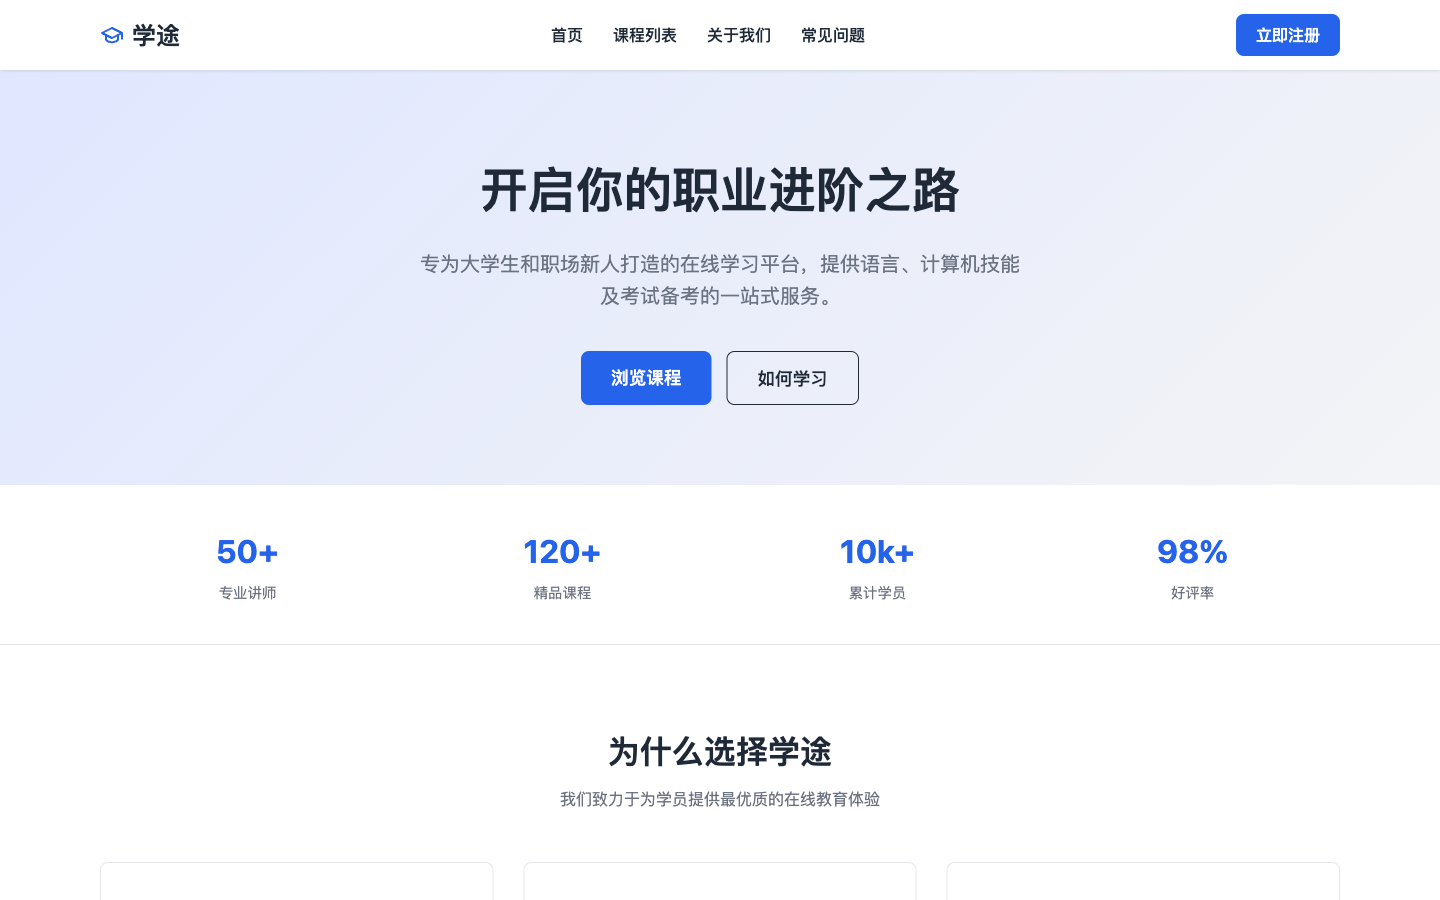 学途
首页
课程列表
关于我们
常见问题
立即注册
开启你的职业进阶之路
专为大学生和职场新人打造的在线学习平台，提供语言、计算机技能
及考试备考的一站式服务。
浏览课程
如何学习
50+
120+
10k+
98%
专业讲师
精品课程
累计学员
好评率
为什么选择学途
我们致力于为学员提供最优质的在线教育体验